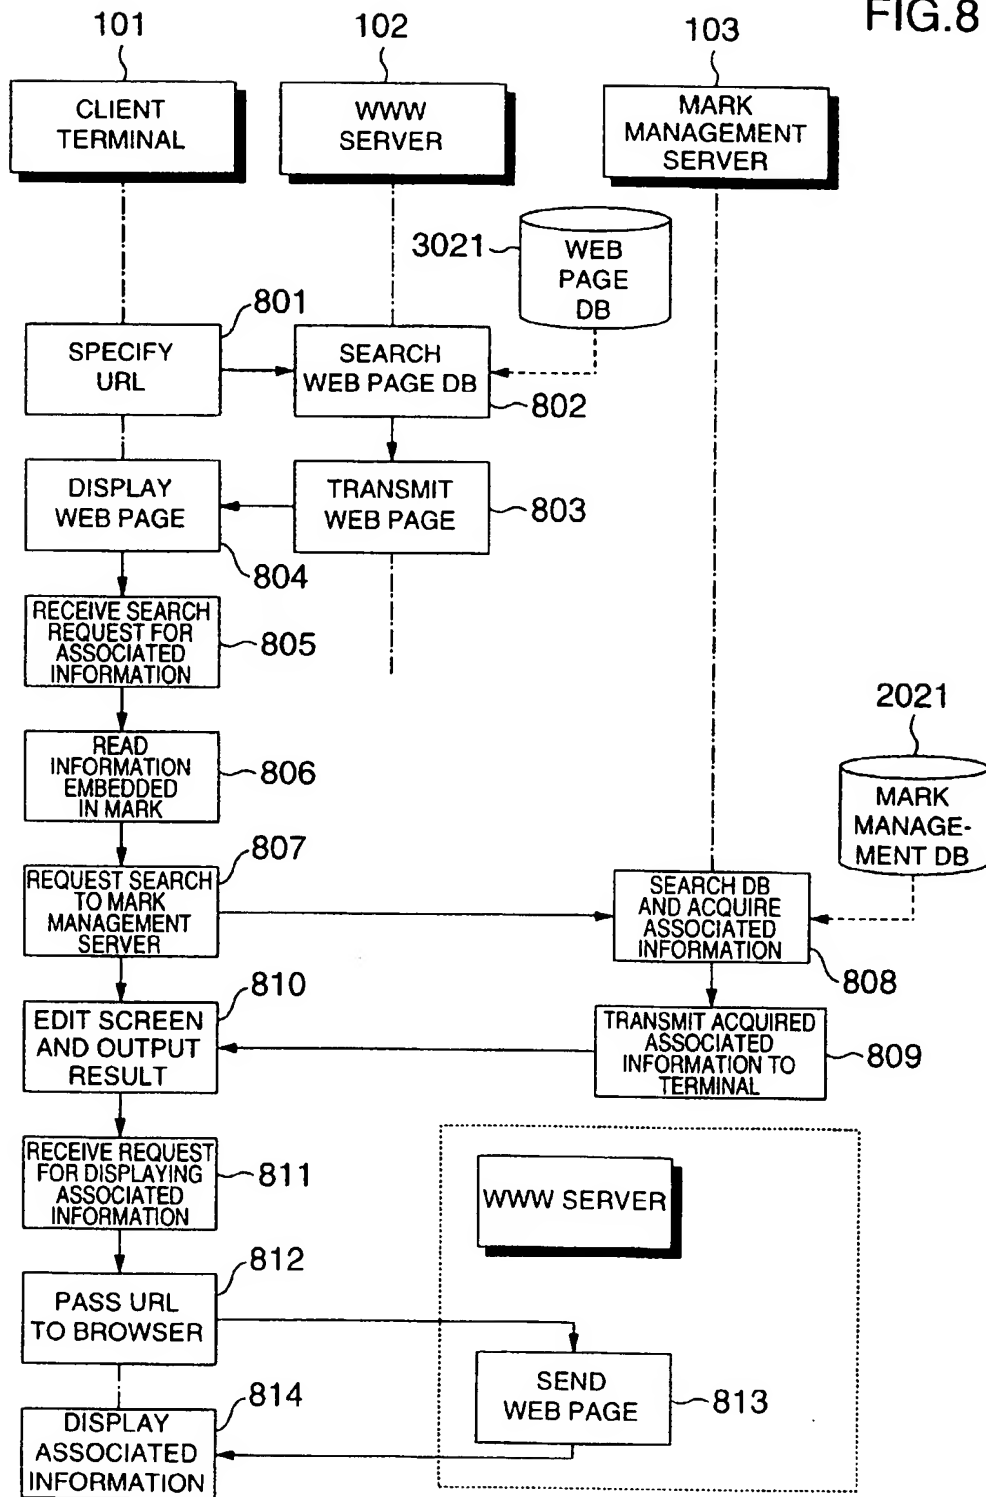 FIG.8
101
102
103
CLIENT
TERMINAL
WWW
SERVER
MARK
MANAGEMENT
SERVER
3021
WEB
PAGE
DB
801
SPECIFY
URL
SEARCH
WEB PAGE DB
802
DISPLAY
WEB PAGE
804
TRANSMIT
WEB PAGE
803
RECEIVE SEARCH
REQUEST FOR
ASSOCIATED
INFORMATION
805
READ
INFORMATION
EMBEDDED
IN MARK
806
2021
MARK
MANAGE-
MENT DB
807
REQUEST SEARCH
TO MARK
MANAGEMENT
SERVER
SEARCH DB
AND ACQUIRE
ASSOCIATED
INFORMATION
808
810
EDIT SCREEN
AND OUTPUT
RESULT
TRANSMIT ACQUIRED
ASSOCIATED
INFORMATION TO
TERMINAL
809
RECEIVE REQUEST
FOR DISPLAYING
ASSOCIATED
INFORMATION
811
WWW SERVER
812
PASS URL
TO BROWSER
SEND
WEB PAGE
813
814
DISPLAY
ASSOCIATED
INFORMATION